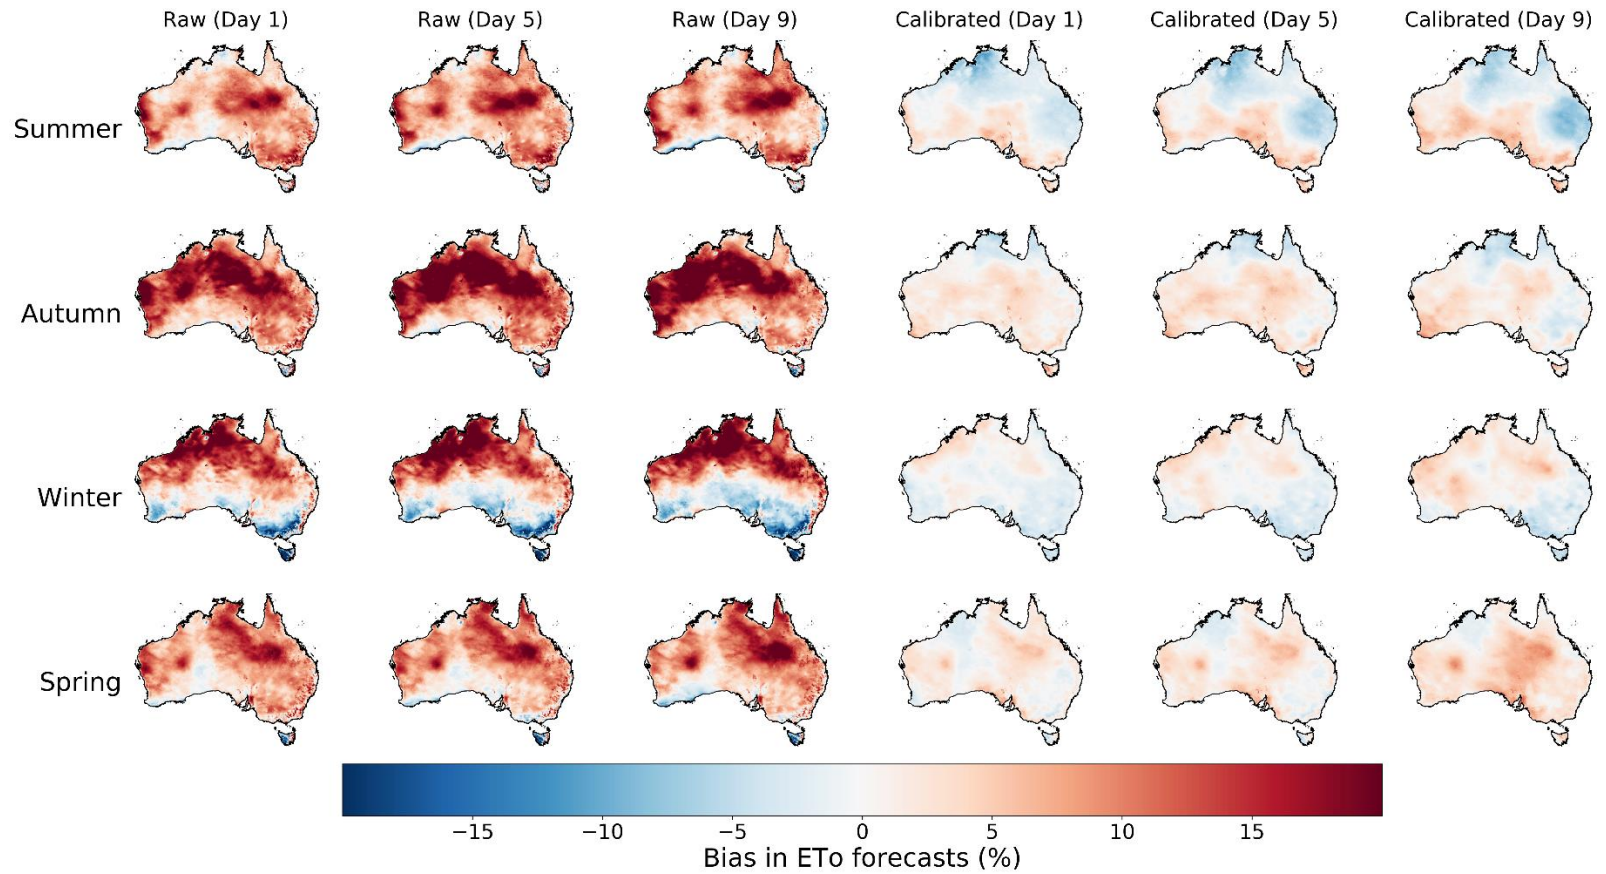 Raw (Day 1) Raw (Day 5) Raw (Day 9) Calibrated (Day 1) Calibrated (Day 5) Calibrated (Day 9)
Summer
Autumn
Winter
Spring
−15 −10 −5 0 5 10 15
Bias in ETo forecasts (%)